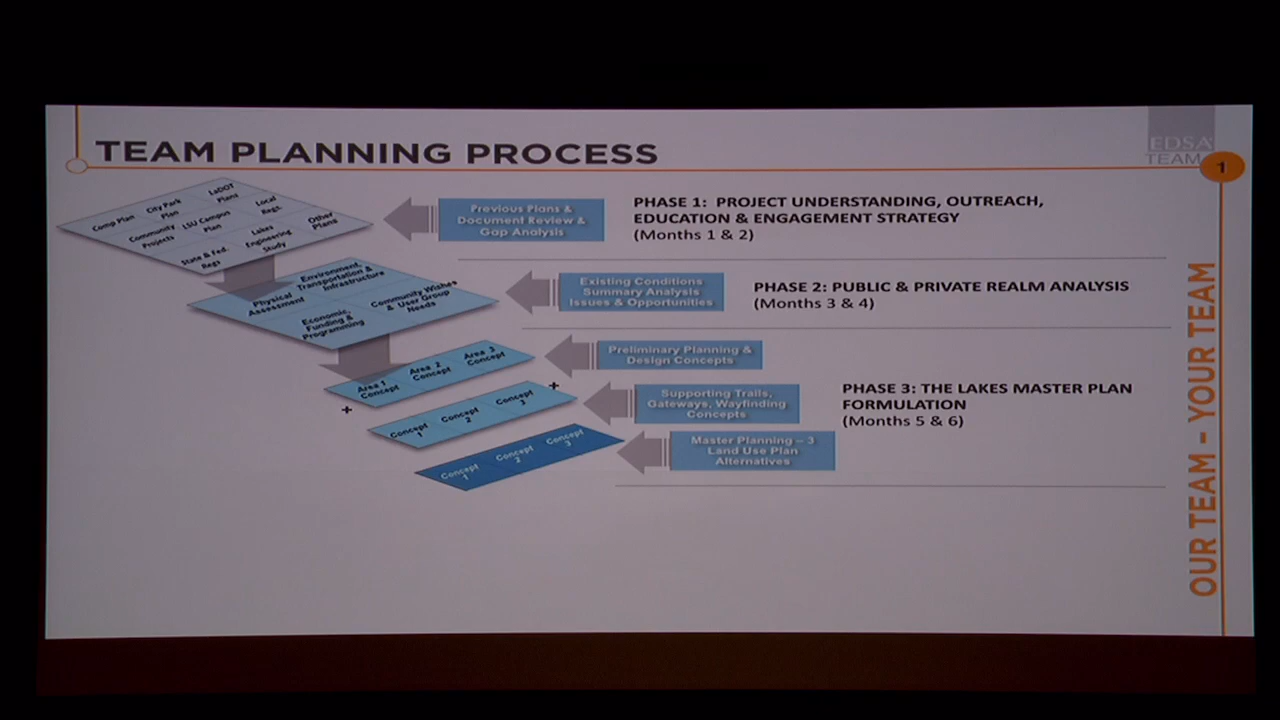 TEAM PLANNING PROCESS
EDSA
TEAM
1
LaDOT
Plans
City Park
Plan
Local
Regs.
Comp Plan
LSU Campus
Plan
Other
Plans
Community
Projects
Lakes
Engineering
Study
State & Fed.
Regs
Previous Plans &
Document Review &
Gap Analysis
PHASE 1: PROJECT UNDERSTANDING, OUTREACH,
EDUCATION & ENGAGEMENT STRATEGY
(Months 1 & 2)
Environment,
Transportation &
Infrastructure
Physical
Assessment
Community Wishes
& User Group
Needs
Economic,
Funding &
Programming
Existing Conditions
Summary Analysis
Issues & Opportunities
PHASE 2: PUBLIC & PRIVATE REALM ANALYSIS
(Months 3 & 4)
Area 1
Concept
Area 2
Concept
Area 3
Concept
Preliminary Planning &
Design Concepts
+
+
Concept
1
Concept
2
Concept
3
Supporting Trails,
Gateways, Wayfinding
Concepts
PHASE 3: THE LAKES MASTER PLAN
FORMULATION
(Months 5 & 6)
Concept
1
Concept
2
Concept
3
Master Planning – 3
Land Use Plan
Alternatives
OUR TEAM – YOUR TEAM